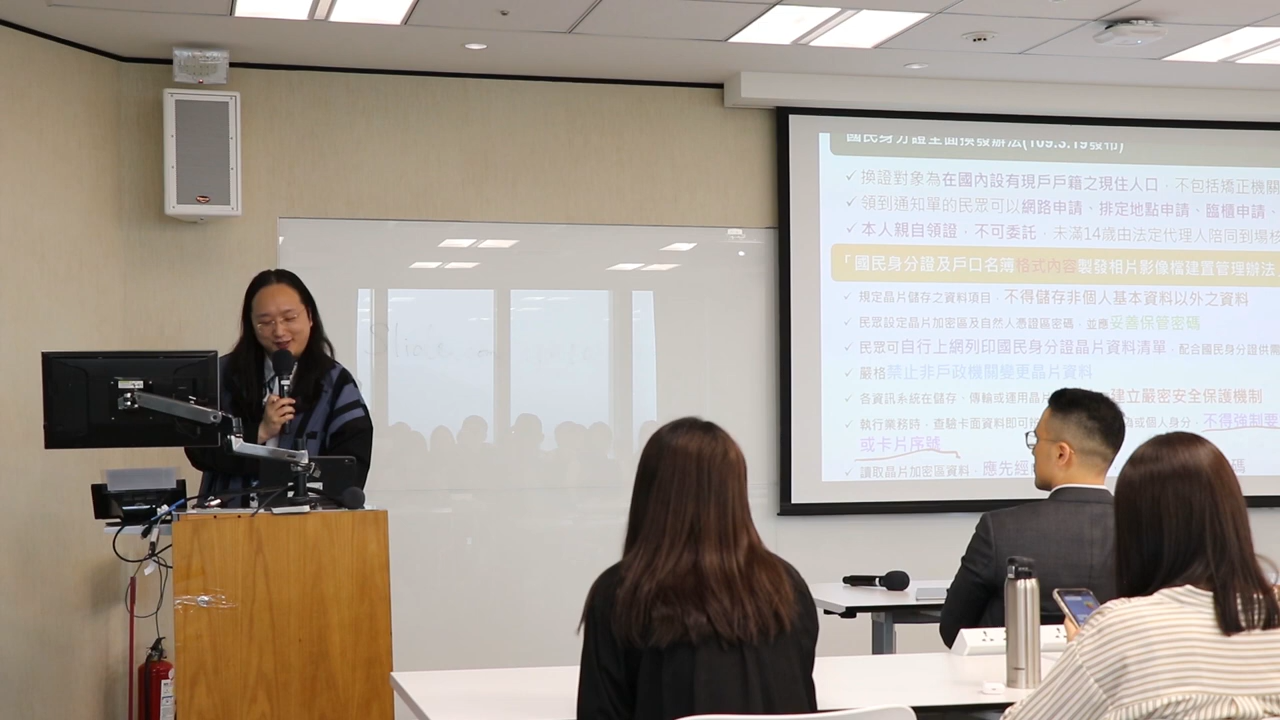 國民身分證全面換發辦法(109.3.19發布)
✓ 換證對象為在國內設有現戶戶籍之現住人口，不包括矯正機關
✓ 領到通知單的民眾可以網路申請、排定地點申請、臨櫃申請、
✓ 本人親自領證，不可委託，未滿14歲由法定代理人陪同到場核
「國民身分證及戶口名簿格式內容製發相片影像檔建置管理辦法
✓ 規定晶片儲存之資料項目，不得儲存非個人基本資料以外之資料
✓ 民眾設定晶片加密區及自然人憑證區密碼，並應妥善保管密碼
✓ 民眾可自行上網列印國民身分證晶片資料清單，配合國民身分證供需
✓ 嚴格禁止非戶政機關變更晶片資料
✓ 各資訊系統在儲存、傳輸或運用晶片 建立嚴密安全保護機制
✓ 執行業務時，查驗卡面資料即可 或個人身分，不得強制要
或卡片序號
✓ 讀取晶片加密區資料，應先經 碼